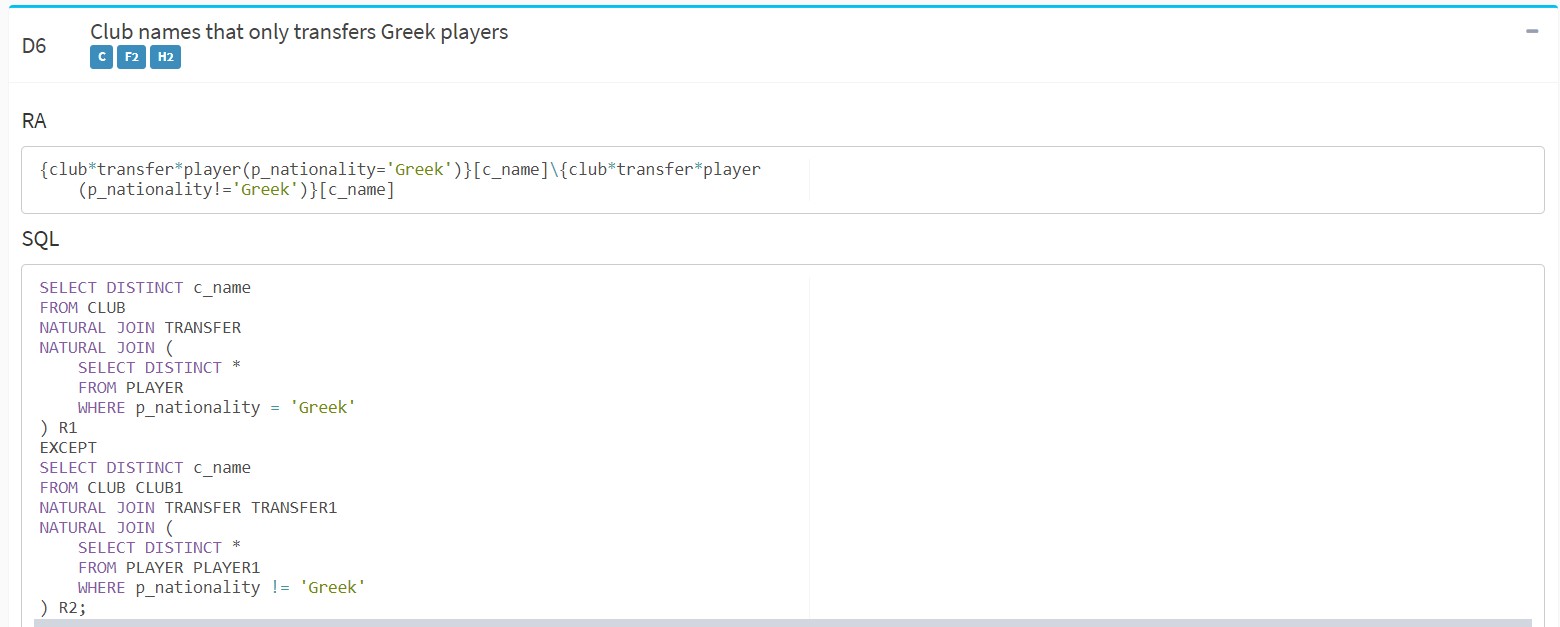 D6
Club names that only transfers Greek players
C F2 H2
RA
{club*transfer*player(p_nationality='Greek')}[c_name]\{club*transfer*player
(p_nationality!='Greek')}[c_name]
SQL
SELECT DISTINCT c_name
FROM CLUB
NATURAL JOIN TRANSFER
NATURAL JOIN (
    SELECT DISTINCT *
    FROM PLAYER
    WHERE p_nationality = 'Greek'
) R1
EXCEPT
SELECT DISTINCT c_name
FROM CLUB CLUB1
NATURAL JOIN TRANSFER TRANSFER1
NATURAL JOIN (
    SELECT DISTINCT *
    FROM PLAYER PLAYER1
    WHERE p_nationality != 'Greek'
) R2;